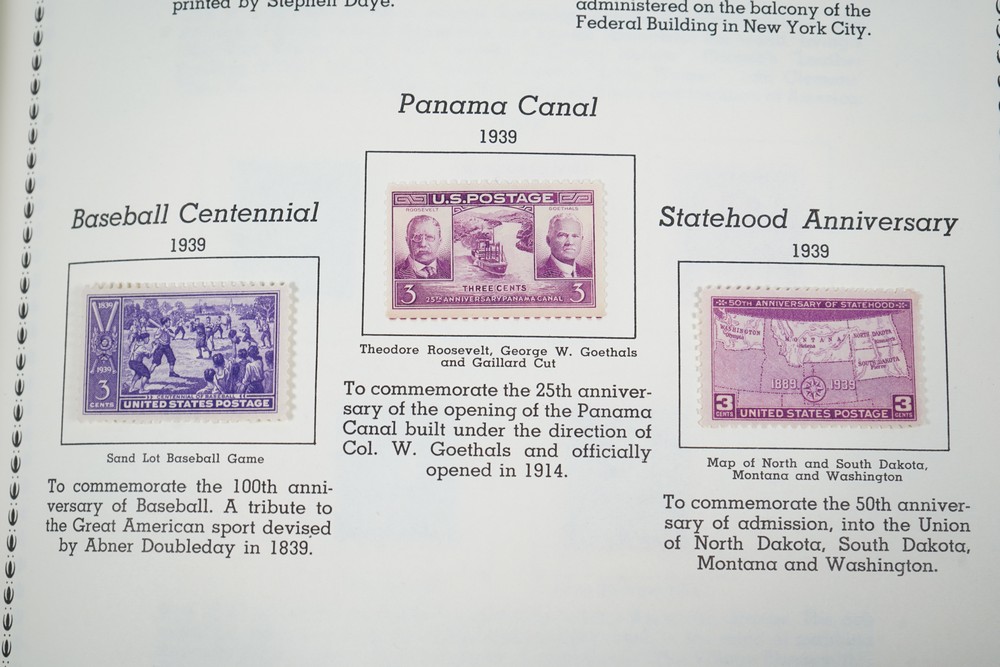 printed by Stephen Daye.
administered on the balcony of the
Federal Building in New York City.
Panama Canal
1939
U.S.POSTAGE
ROOSEVELT
GOETHALS
THREE CENTS
3
25TH ANNIVERSARY PANAMA CANAL
3
Theodore Roosevelt, George W. Goethals
and Gaillard Cut
To commemorate the 25th anniver-
sary of the opening of the Panama
Canal built under the direction of
Col. W. Goethals and officially
opened in 1914.
Baseball Centennial
1939
1839
1939
3
CENTS
CENTENNIAL OF BASEBALL
UNITED STATES POSTAGE
Sand Lot Baseball Game
To commemorate the 100th anni-
versary of Baseball. A tribute to
the Great American sport devised
by Abner Doubleday in 1839.
Statehood Anniversary
1939
50TH ANNIVERSARY OF STATEHOOD
WASHINGTON
MONTANA
NORTH DAKOTA
SOUTH DAKOTA
1889 1939
3
CENTS
UNITED STATES POSTAGE
3
CENTS
Map of North and South Dakota,
Montana and Washington
To commemorate the 50th anniver-
sary of admission, into the Union
of North Dakota, South Dakota,
Montana and Washington.